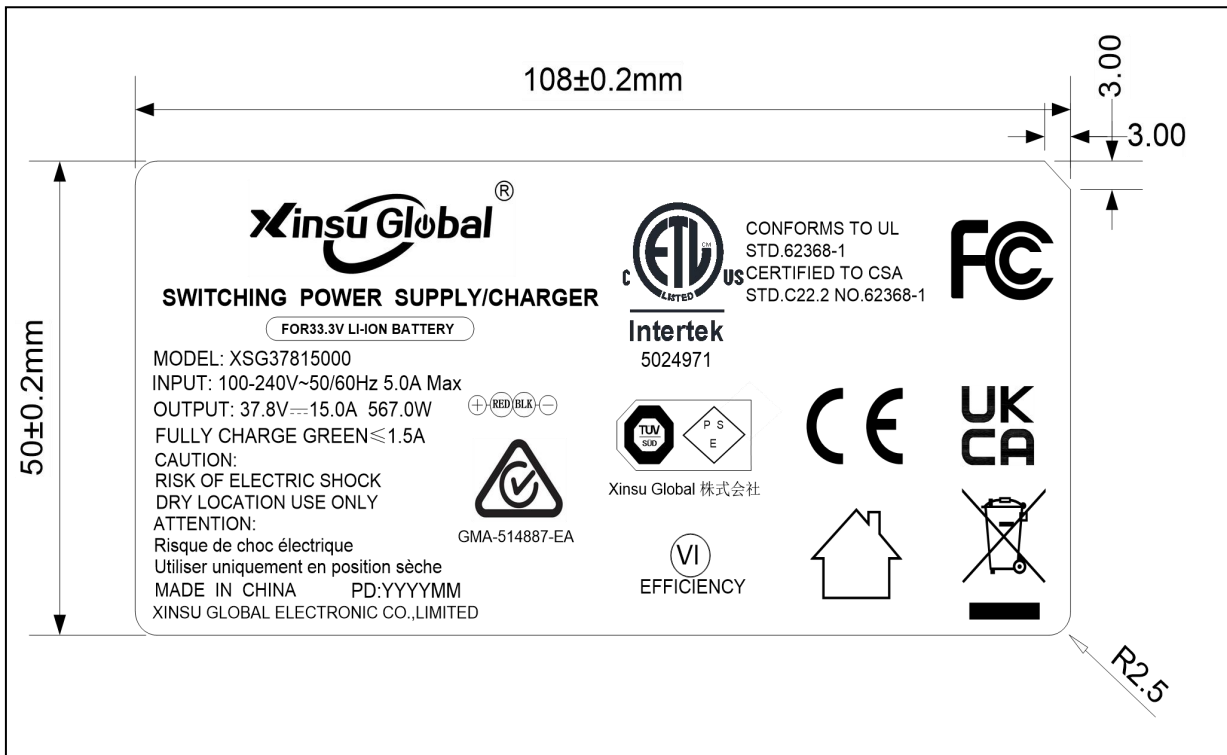 108±0.2mm
3.00
3.00
50±0.2mm
Xinsu Global®
SWITCHING POWER SUPPLY/CHARGER
FOR33.3V LI-ION BATTERY
MODEL: XSG37815000
INPUT: 100-240V~50/60Hz 5.0A Max
OUTPUT: 37.8V⎓15.0A 567.0W
+ RED BLK -
FULLY CHARGE GREEN≤1.5A
CAUTION:
RISK OF ELECTRIC SHOCK
DRY LOCATION USE ONLY
ATTENTION:
Risque de choc électrique
Utiliser uniquement en position sèche
MADE IN CHINA PD:YYYYMM
XINSU GLOBAL ELECTRONIC CO.,LIMITED
GMA-514887-EA
C ETL CM US
LISTED
Intertek
5024971
CONFORMS TO UL
STD.62368-1
CERTIFIED TO CSA
STD.C22.2 NO.62368-1
FC
TUV
SUD
P S
E
Xinsu Global 株式会社
VI
EFFICIENCY
CE
UK
CA
R2.5